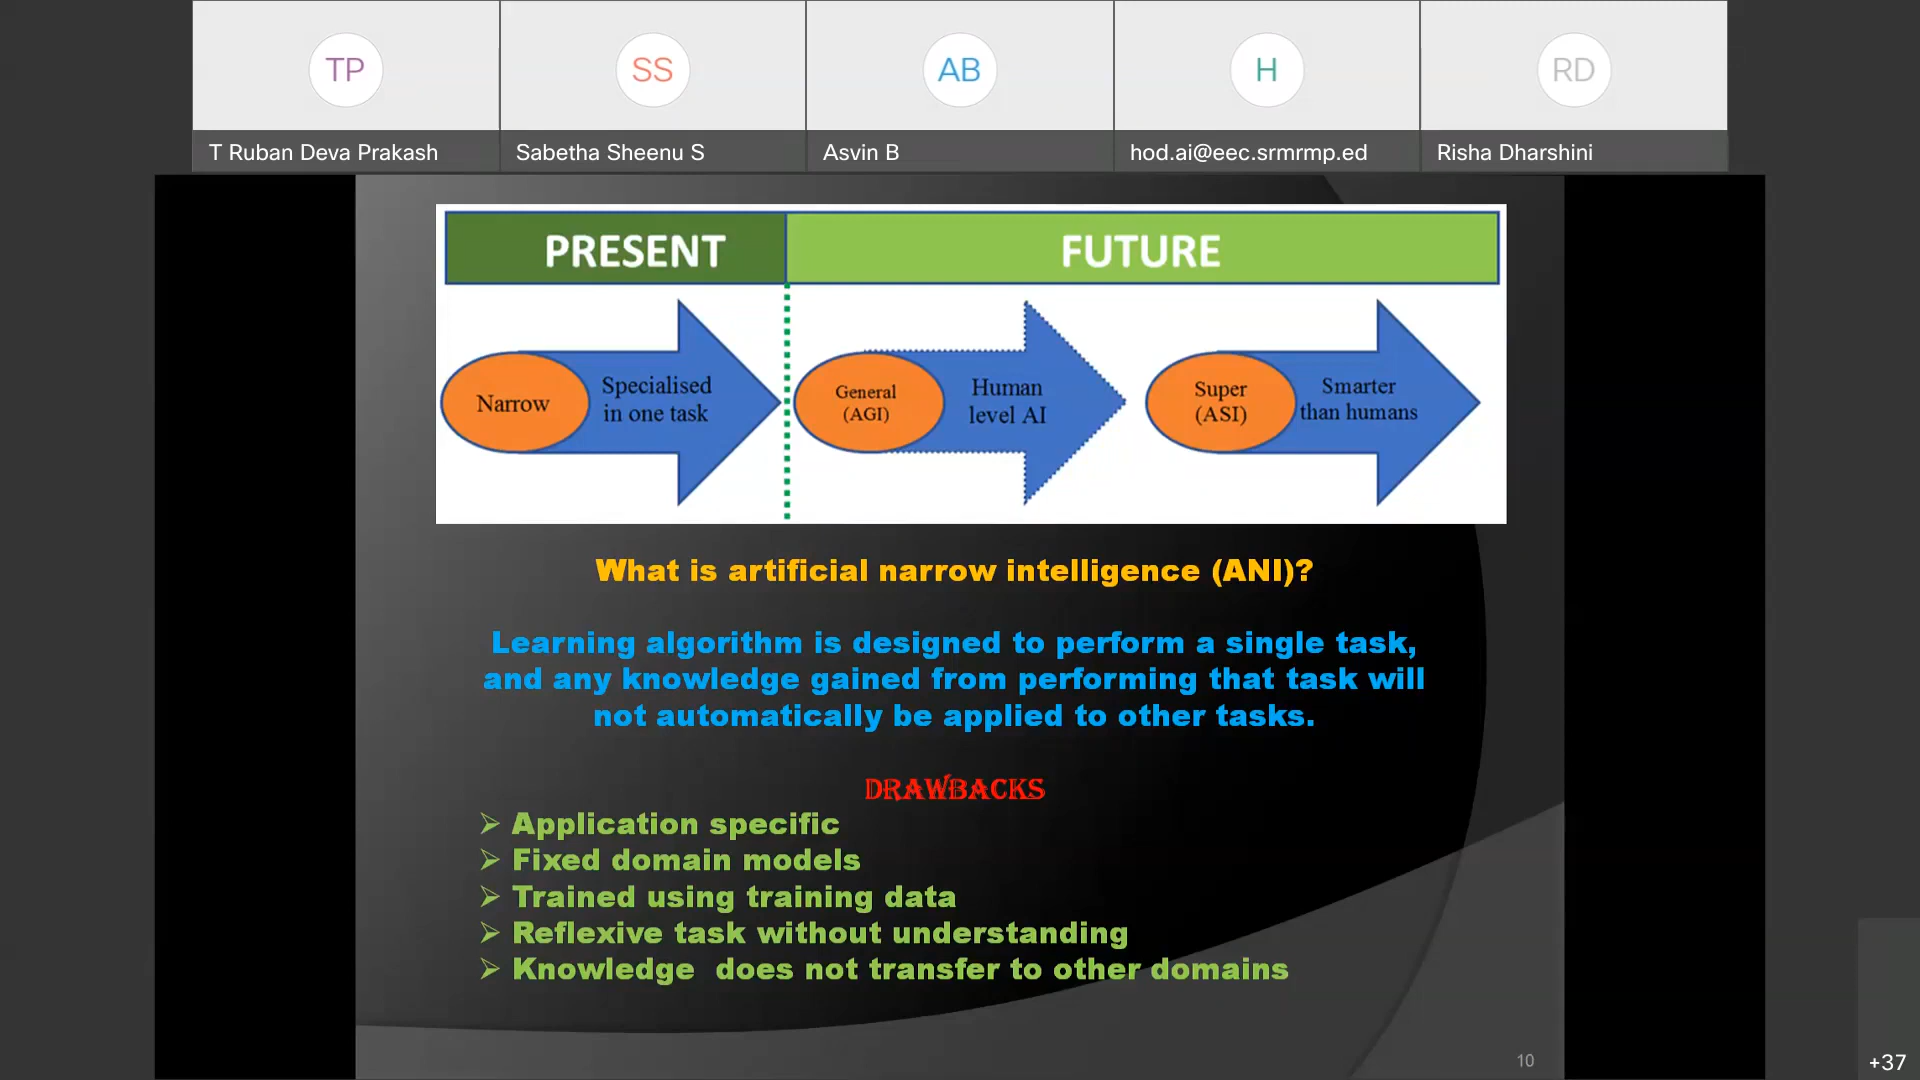 TP
SS
AB
H
RD
T Ruban Deva Prakash
Sabetha Sheenu S
Asvin B
hod.ai@eec.srmrmp.ed
Risha Dharshini
PRESENT
FUTURE
Narrow
Specialised
in one task
General
(AGI)
Human
level AI
Super
(ASI)
Smarter
than humans
What is artificial narrow intelligence (ANI)?
Learning algorithm is designed to perform a single task,
and any knowledge gained from performing that task will
not automatically be applied to other tasks.
DRAWBACKS
➢ Application specific
➢ Fixed domain models
➢ Trained using training data
➢ Reflexive task without understanding
➢ Knowledge  does not transfer to other domains
10
+37